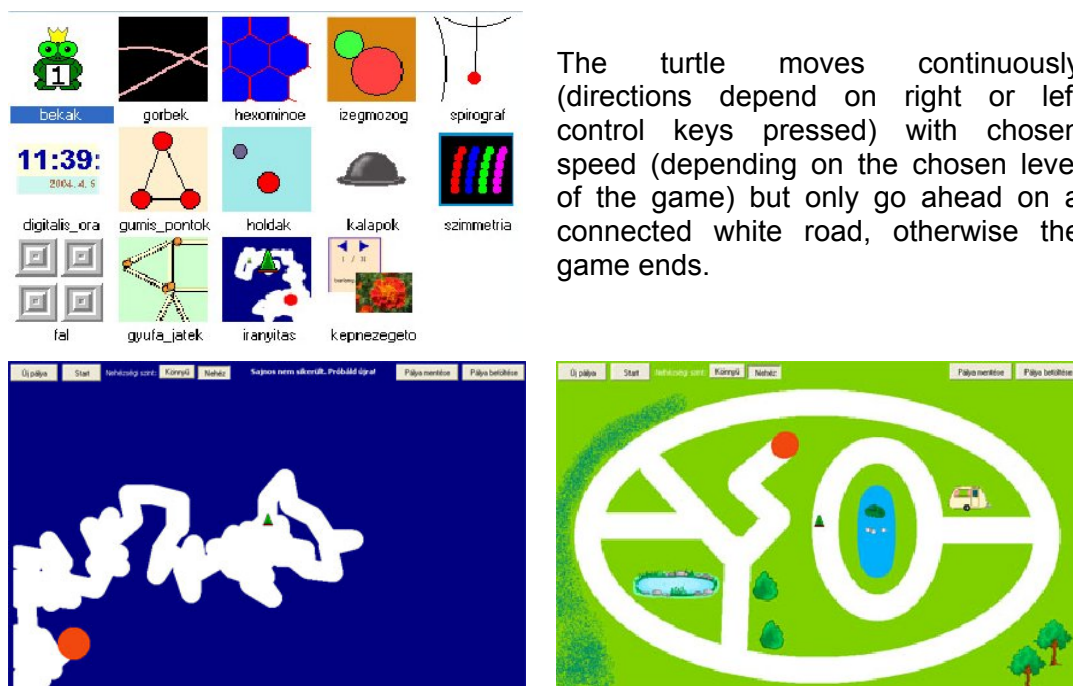 1
bekak
gorbek
hexominoe
izegmozog
spirograf
11:39:
2004. 4. 5
digitalis_ora
gumis_pontok
holdak
kalapok
szimmetria
1 / 8
fal
gyufa_jatek
iranyitas
kepnezegeto
The turtle moves continuously
(directions depend on right or lef
control keys pressed) with chosen
speed (depending on the chosen leve
of the game) but only go ahead on a
connected white road, otherwise the
game ends.
Új pálya Start Nehézségi szint: Könnyű Nehéz Sajnos nem sikerült. Próbáld újra! Pálya mentése Pálya betöltése
Új pálya Start Nehézségi szint: Könnyű Nehéz Pálya mentése Pálya betöltése